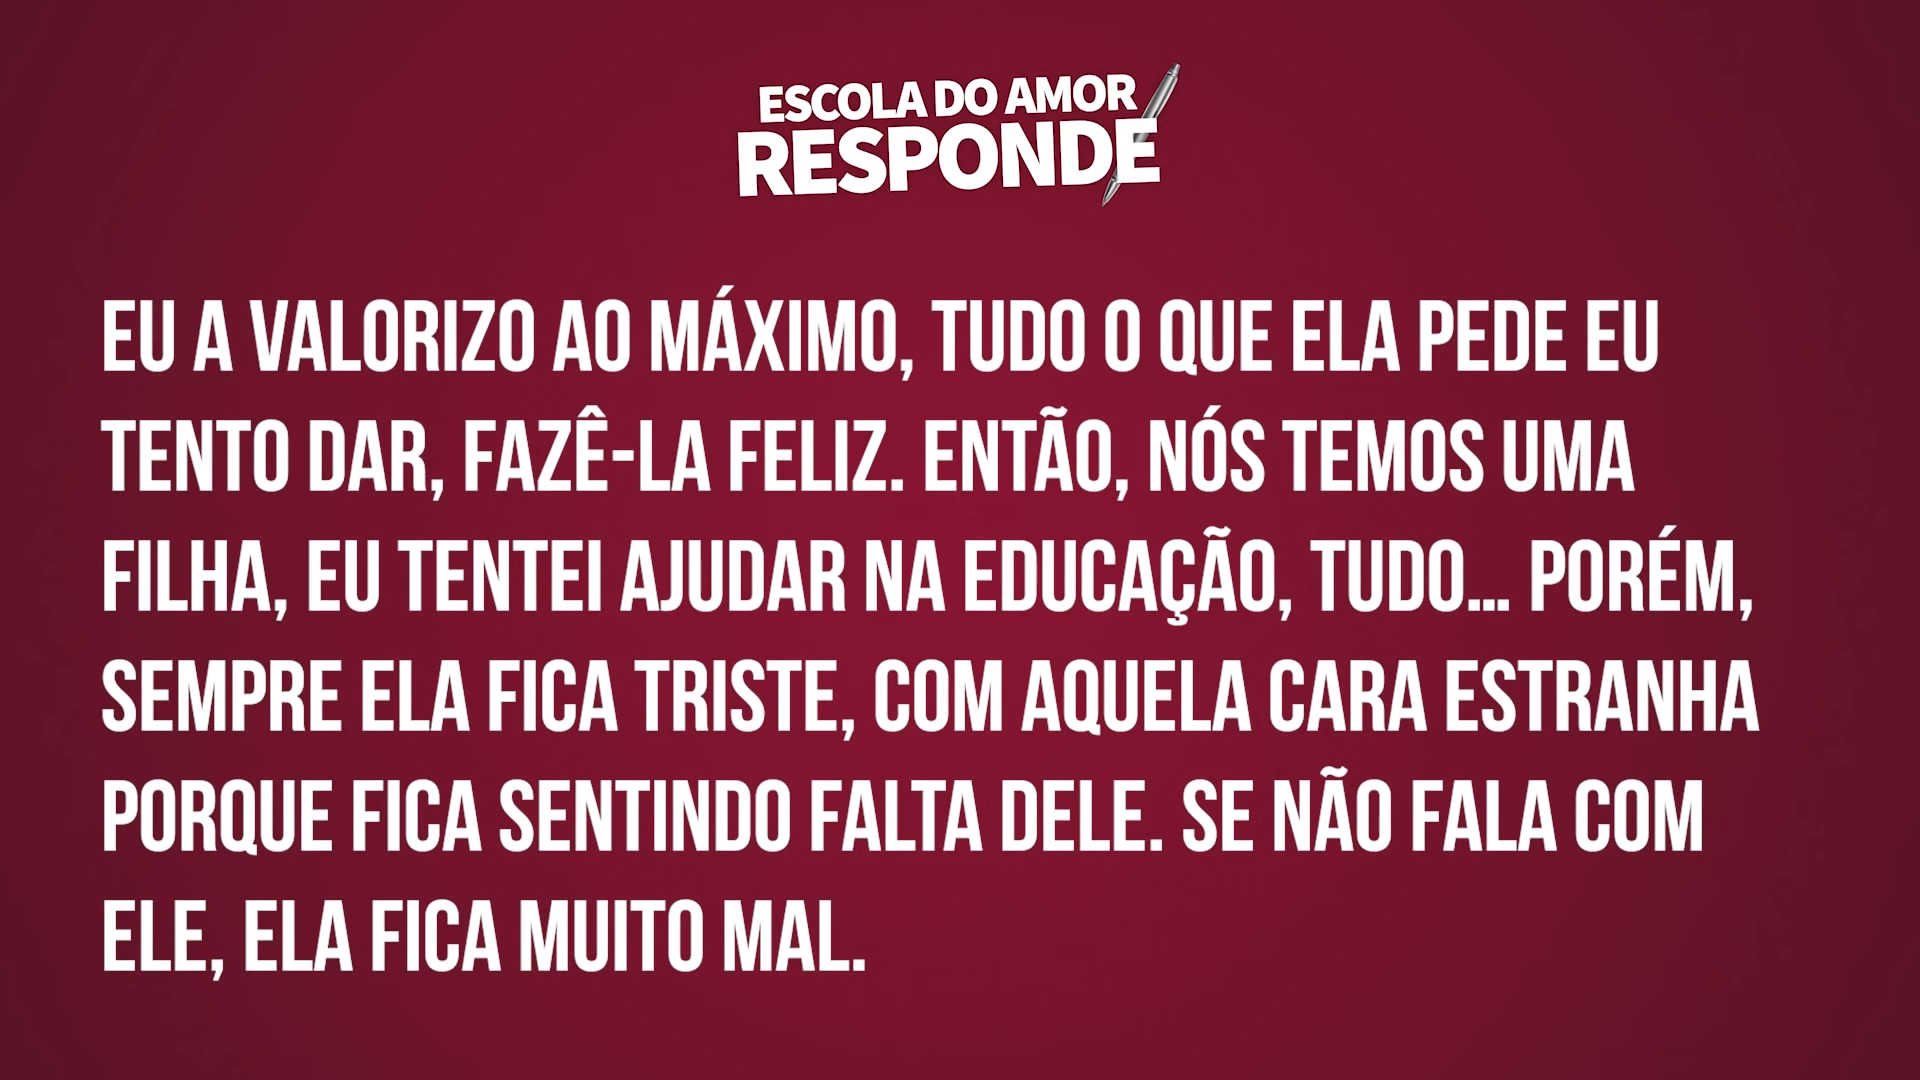 ESCOLA DO AMOR
RESPONDE
EU A VALORIZO AO MÁXIMO, TUDO O QUE ELA PEDE EU
TENTO DAR, FAZÊ-LA FELIZ. ENTÃO, NÓS TEMOS UMA
FILHA, EU TENTEI AJUDAR NA EDUCAÇÃO, TUDO... PORÉM,
SEMPRE ELA FICA TRISTE, COM AQUELA CARA ESTRANHA
PORQUE FICA SENTINDO FALTA DELE. SE NÃO FALA COM
ELE, ELA FICA MUITO MAL.